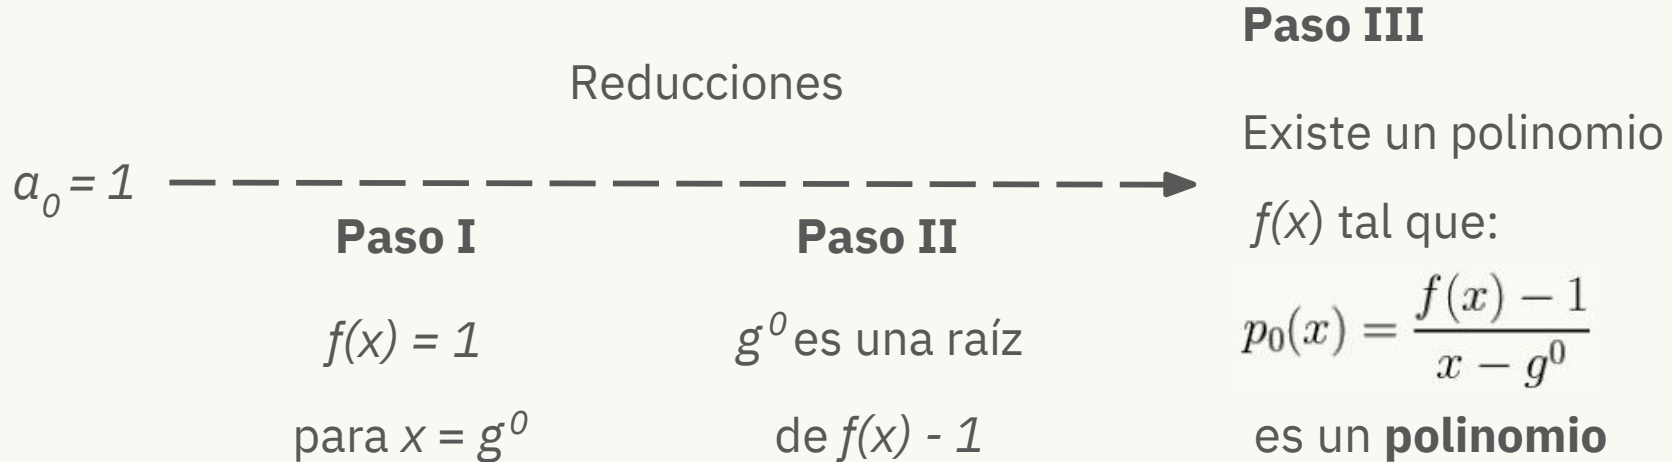 Reducciones
a₀ = 1
Paso I
f(x) = 1
para x = g⁰
Paso II
g⁰ es una raíz
de f(x) - 1
Paso III
Existe un polinomio
f(x) tal que:
p₀(x) = (f(x) − 1) / (x − g⁰)
es un polinomio